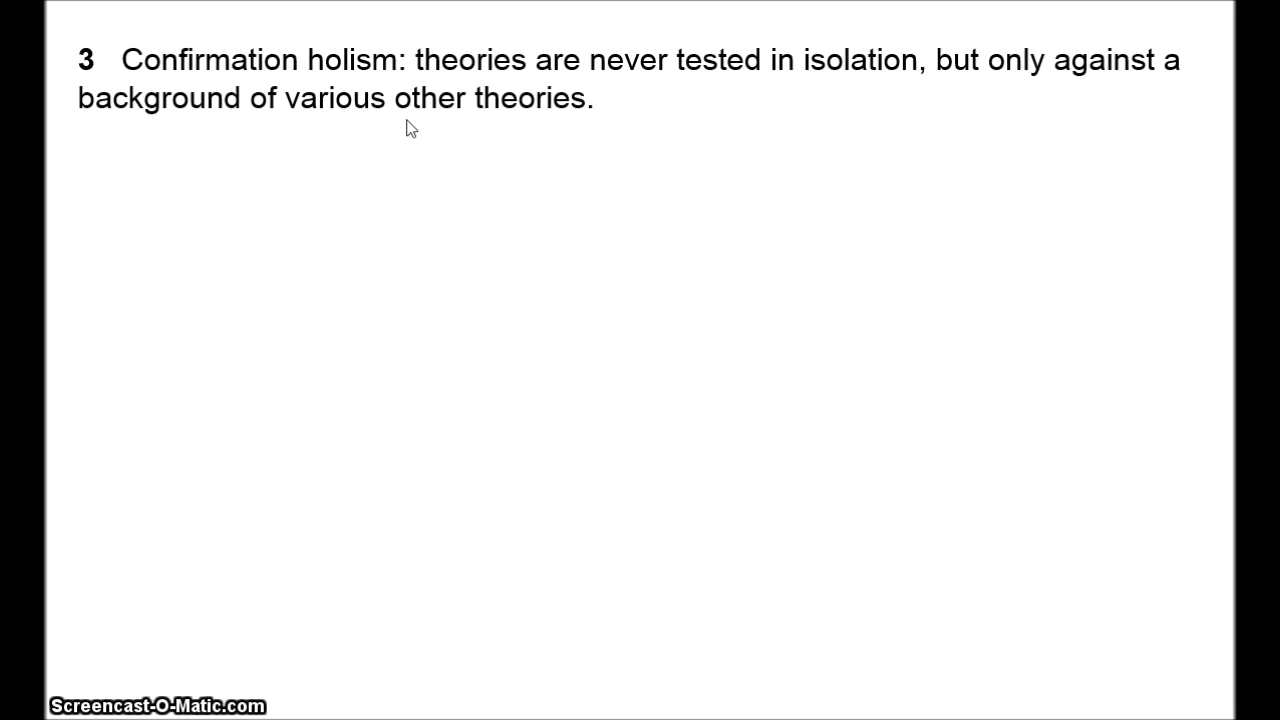 3 Confirmation holism: theories are never tested in isolation, but only against a
background of various other theories.
Screencast-O-Matic.com